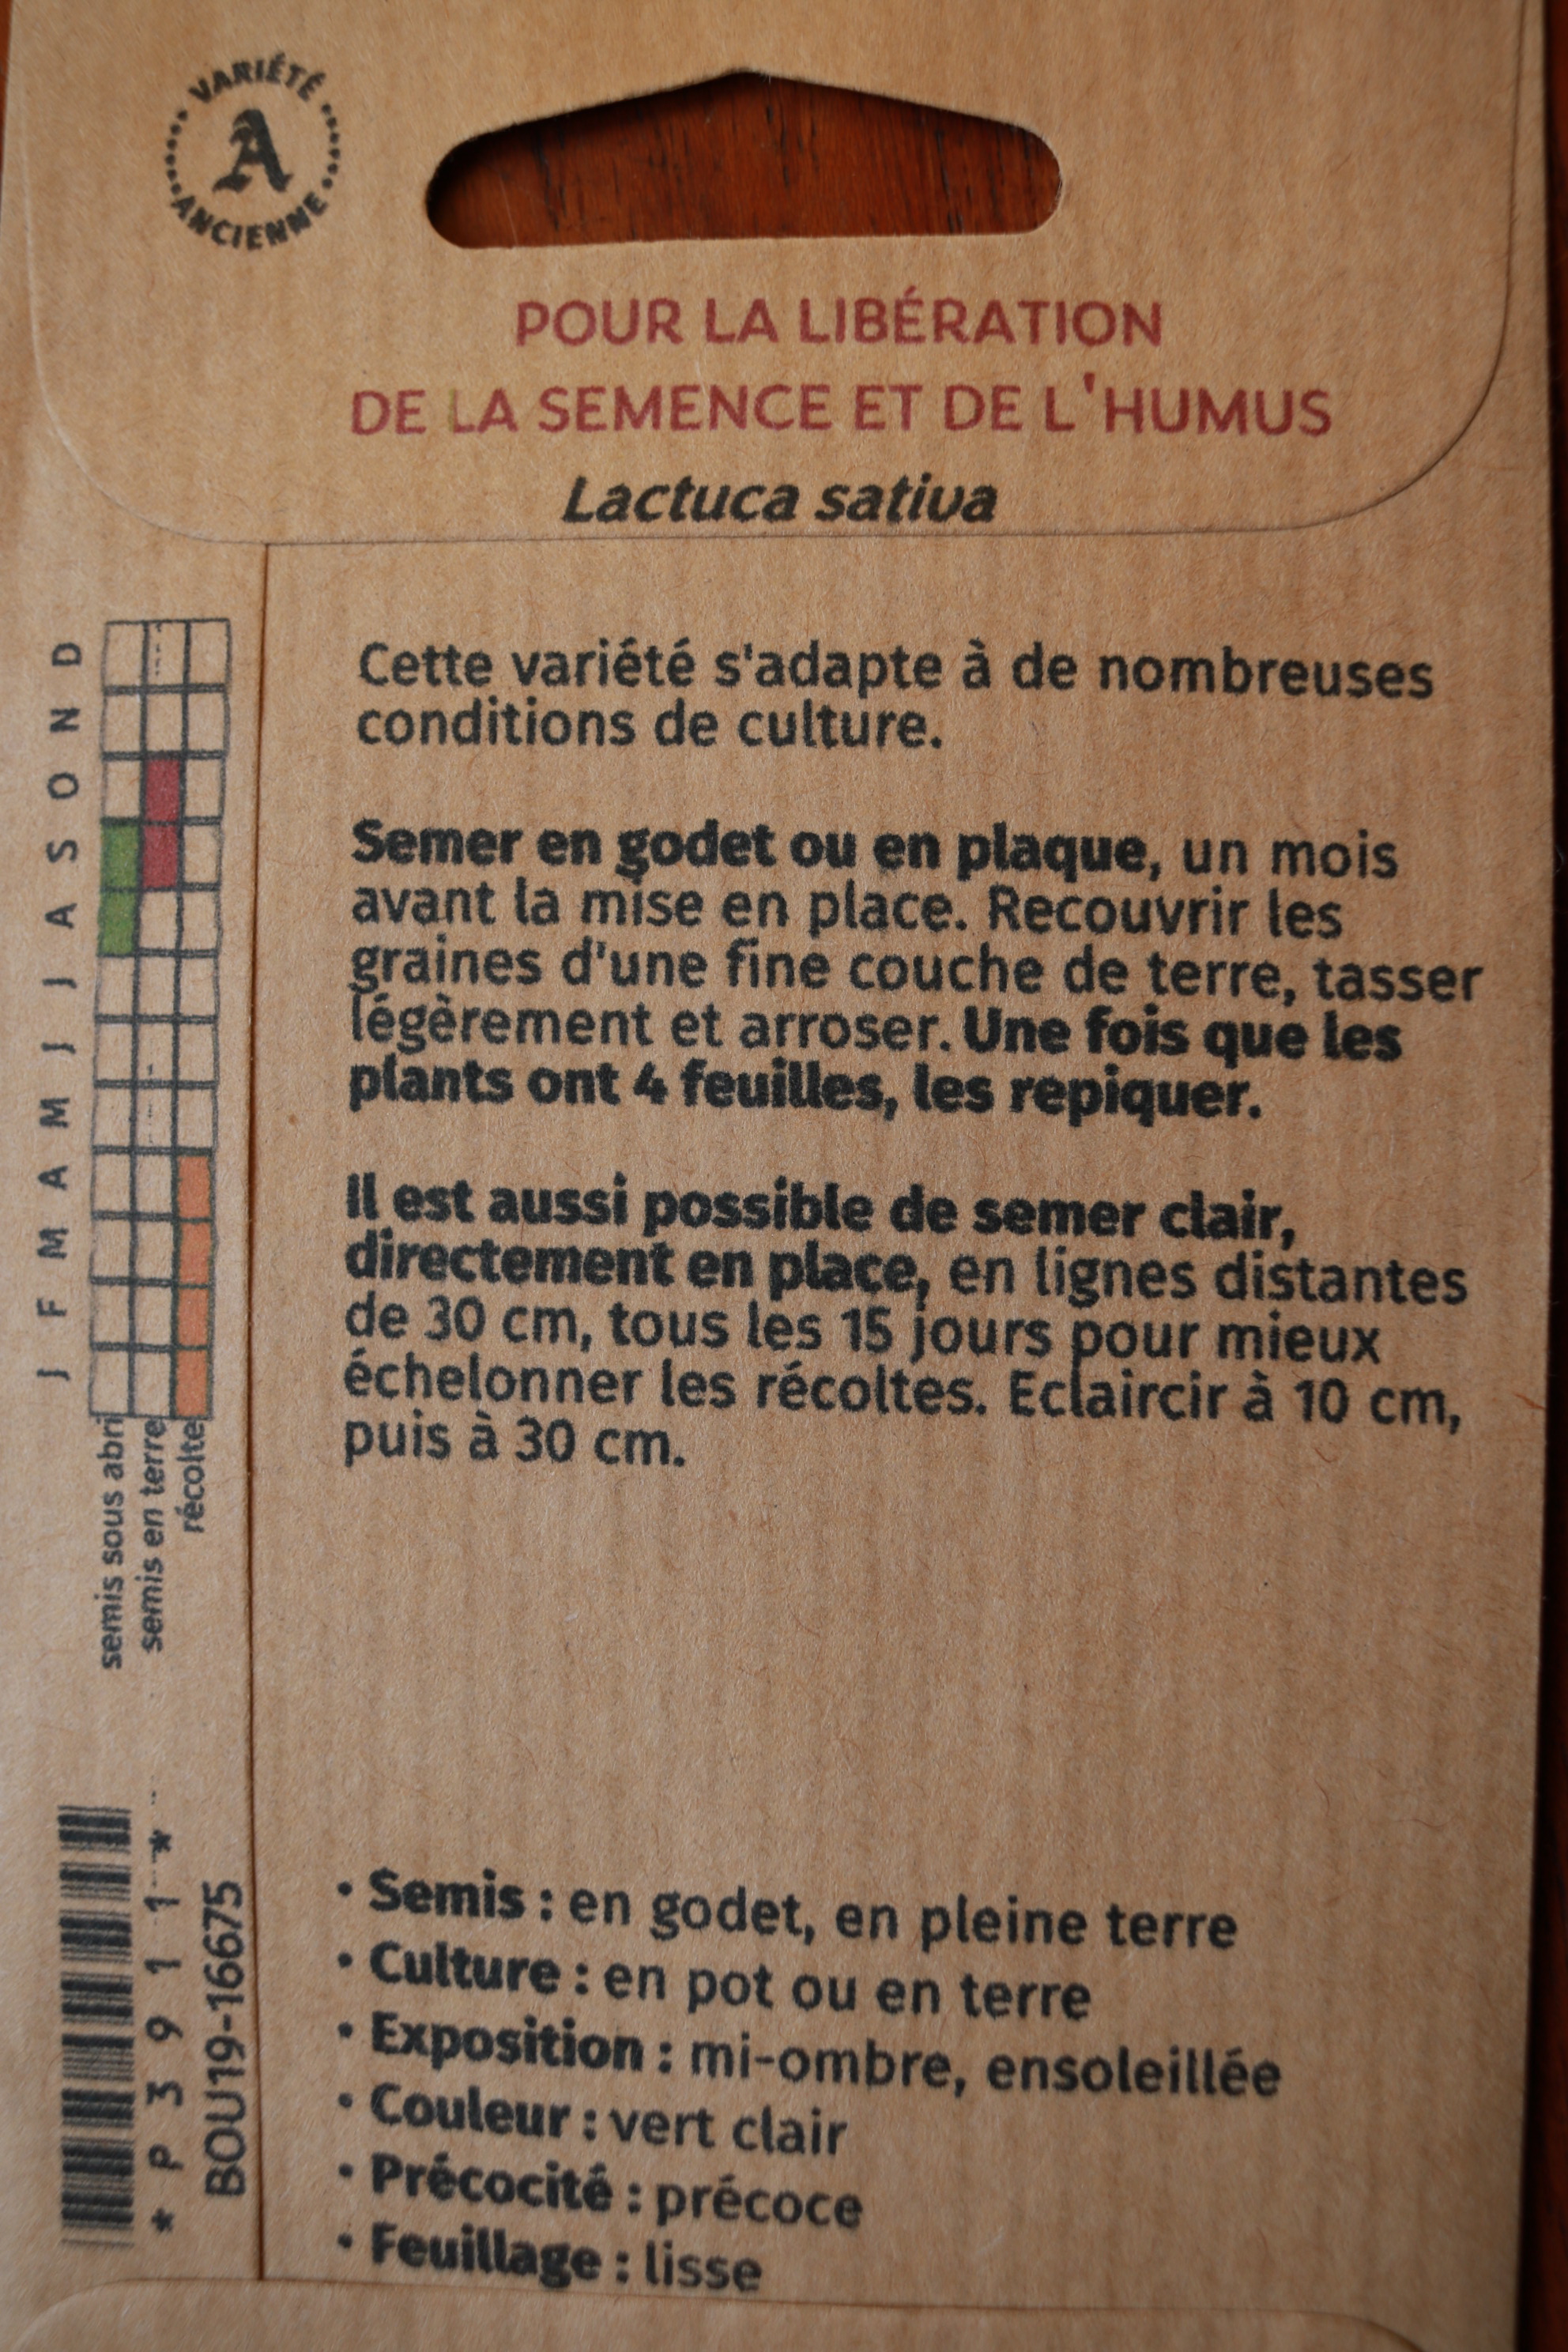 VARIÉTÉ
A
ANCIENNE
POUR LA LIBÉRATION
DE LA SEMENCE ET DE L'HUMUS
Lactuca sativa
Cette variété s'adapte à de nombreuses
conditions de culture.
Semer en godet ou en plaque, un mois
avant la mise en place. Recouvrir les
graines d'une fine couche de terre, tasser
légèrement et arroser. Une fois que les
plants ont 4 feuilles, les repiquer.
Il est aussi possible de semer clair,
directement en place, en lignes distantes
de 30 cm, tous les 15 jours pour mieux
échelonner les récoltes. Eclaircir à 10 cm,
puis à 30 cm.
• Semis : en godet, en pleine terre
• Culture : en pot ou en terre
• Exposition : mi-ombre, ensoleillée
• Couleur : vert clair
• Précocité : précoce
• Feuillage : lisse
J F M A M J J A S O N D
semis sous abri
semis en terre
récolte
* P 3 9 1 1 *
BOU19-16675